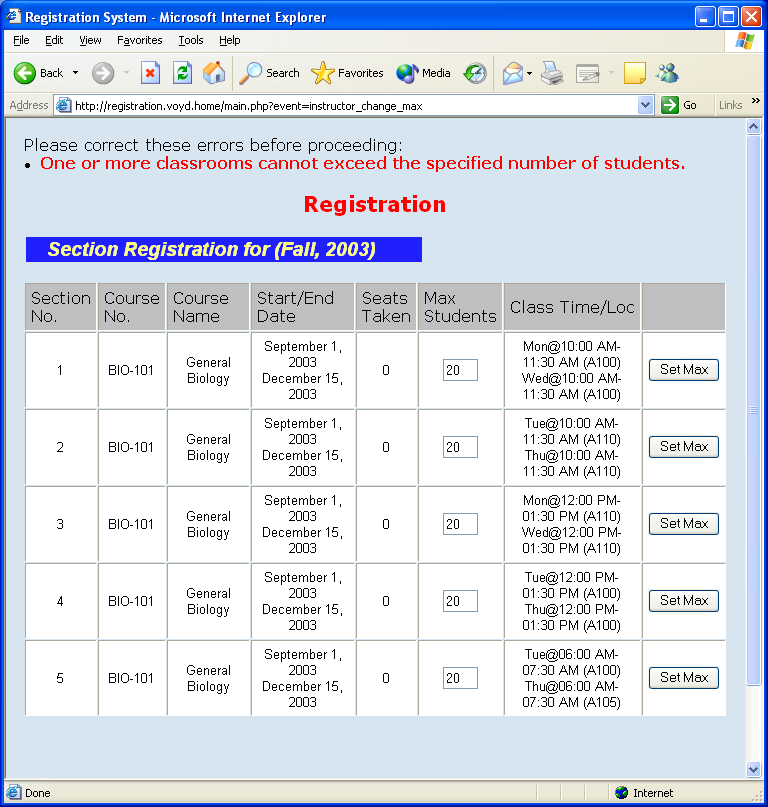 Registration System - Microsoft Internet Explorer
File Edit View Favorites Tools Help
Back Search Favorites Media
Address http://registration.voyd.home/main.php?event=instructor_change_max Go Links »
Please correct these errors before proceeding:
• One or more classrooms cannot exceed the specified number of students.
Registration
Section Registration for (Fall, 2003)
Section No. Course No. Course Name Start/End Date Seats Taken Max Students Class Time/Loc
1 BIO-101 General Biology September 1, 2003 December 15, 2003 0 20 Mon@10:00 AM-11:30 AM (A100) Wed@10:00 AM-11:30 AM (A100) Set Max
2 BIO-101 General Biology September 1, 2003 December 15, 2003 0 20 Tue@10:00 AM-11:30 AM (A110) Thu@10:00 AM-11:30 AM (A110) Set Max
3 BIO-101 General Biology September 1, 2003 December 15, 2003 0 20 Mon@12:00 PM-01:30 PM (A110) Wed@12:00 PM-01:30 PM (A110) Set Max
4 BIO-101 General Biology September 1, 2003 December 15, 2003 0 20 Tue@12:00 PM-01:30 PM (A100) Thu@12:00 PM-01:30 PM (A100) Set Max
5 BIO-101 General Biology September 1, 2003 December 15, 2003 0 20 Tue@06:00 AM-07:30 AM (A100) Thu@06:00 AM-07:30 AM (A105) Set Max
Done Internet